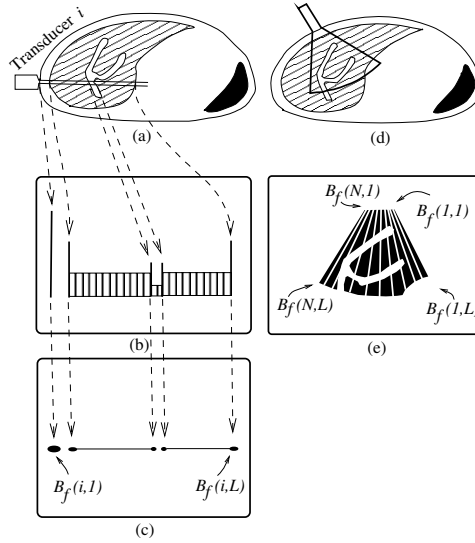 Transducer i
(a)
(d)
B_f(N,1)
B_f(1,1)
B_f(N,L)
B_f(1,L)
(b)
(e)
B_f(i,1)
B_f(i,L)
(c)